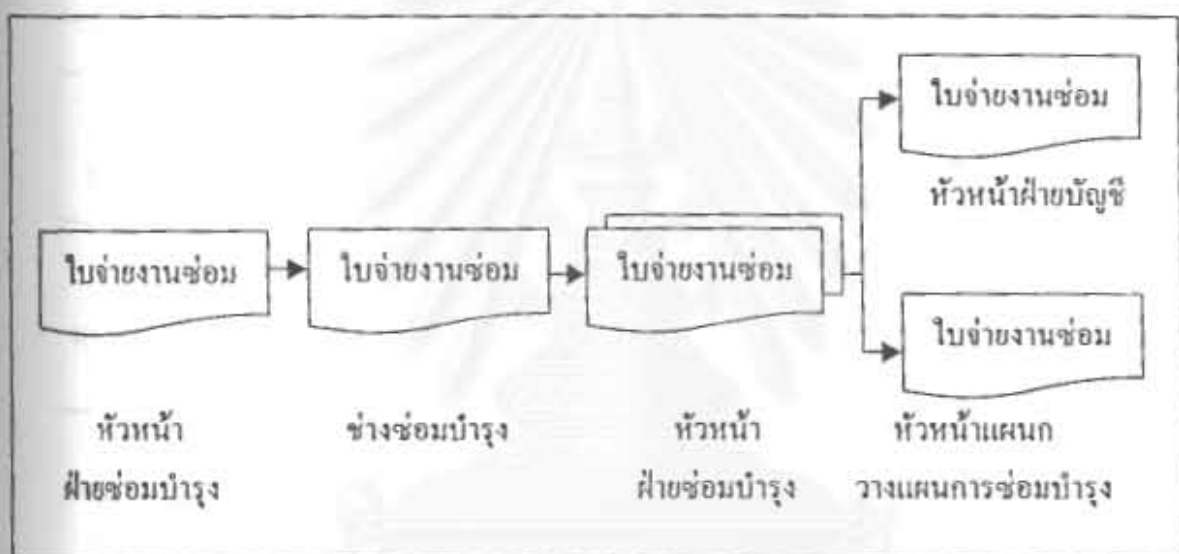 ใบจ่ายงานซ่อม
หัวหน้าฝ่ายบัญชี
ใบจ่ายงานซ่อม
ใบจ่ายงานซ่อม
ใบจ่ายงานซ่อม
ใบจ่ายงานซ่อม
หัวหน้า
ฝ่ายซ่อมบำรุง
ช่างซ่อมบำรุง
หัวหน้า
ฝ่ายซ่อมบำรุง
หัวหน้าแผนก
วางแผนการซ่อมบำรุง